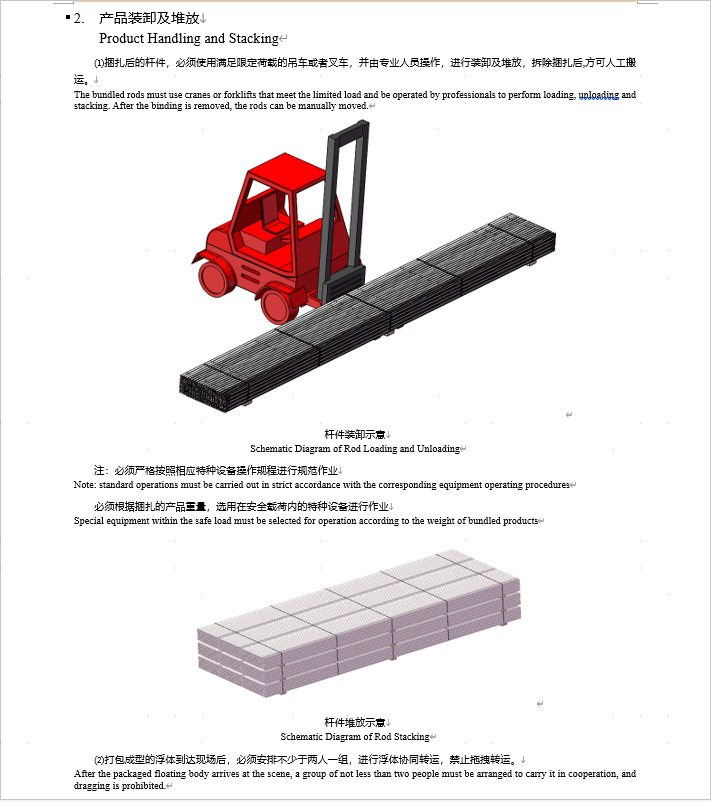 2. 产品装卸及堆放
Product Handling and Stacking
(1)捆扎后的杆件，必须使用满足限定荷载的吊车或者叉车，并由专业人员操作，进行装卸及堆放，拆除捆扎后,方可人工搬
运。
The bundled rods must use cranes or forklifts that meet the limited load and be operated by professionals to perform loading, unloading and
stacking. After the binding is removed, the rods can be manually moved.
杆件装卸示意
Schematic Diagram of Rod Loading and Unloading
注：必须严格按照相应特种设备操作规程进行规范作业
Note: standard operations must be carried out in strict accordance with the corresponding equipment operating procedures
必须根据捆扎的产品重量，选用在安全载荷内的特种设备进行作业
Special equipment within the safe load must be selected for operation according to the weight of bundled products
杆件堆放示意
Schematic Diagram of Rod Stacking
(2)打包成型的浮体到达现场后，必须安排不少于两人一组，进行浮体协同转运，禁止拖拽转运。
After the packaged floating body arrives at the scene, a group of not less than two people must be arranged to carry it in cooperation, and
dragging is prohibited.